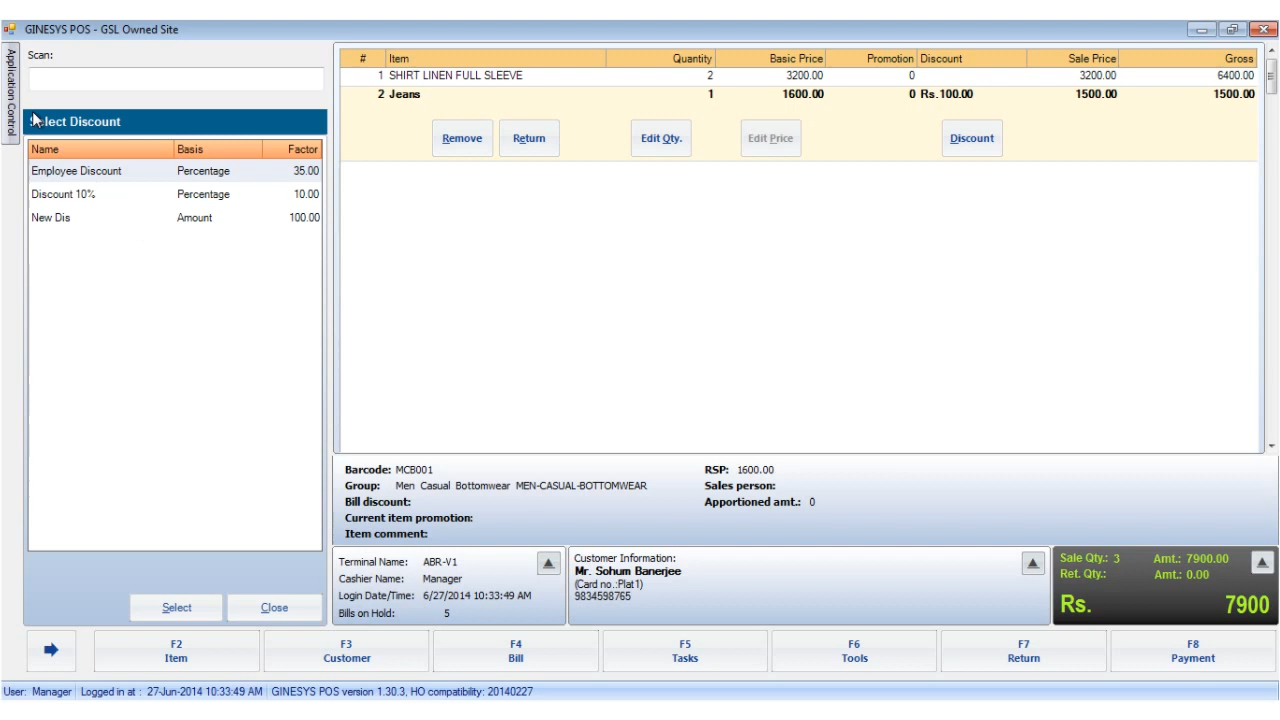 GINESYS POS - GSL Owned Site
Application Control
Scan:
lect Discount
Name Basis Factor
Employee Discount Percentage 35.00
Discount 10% Percentage 10.00
New Dis Amount 100.00
Select Close
# Item Quantity Basic Price Promotion Discount Sale Price Gross
1 SHIRT LINEN FULL SLEEVE 2 3200.00 0 3200.00 6400.00
2 Jeans 1 1600.00 0 Rs.100.00 1500.00 1500.00
Remove Return Edit Qty. Edit Price Discount
Barcode: MCB001 RSP: 1600.00
Group: Men Casual Bottomwear MEN-CASUAL-BOTTOMWEAR Sales person:
Bill discount: Apportioned amt.: 0
Current item promotion:
Item comment:
Terminal Name: ABR-V1
Cashier Name: Manager
Login Date/Time: 6/27/2014 10:33:49 AM
Bills on Hold: 5
Customer Information:
Mr. Sohum Banerjee
(Card no.:Plat1)
9834598765
Sale Qty.: 3 Amt.: 7900.00
Ret. Qty.: Amt.: 0.00
Rs. 7900
F2 F3 F4 F5 F6 F7 F8
Item Customer Bill Tasks Tools Return Payment
User: Manager Logged in at : 27-Jun-2014 10:33:49 AM GINESYS POS version 1.30.3, HO compatibility: 20140227